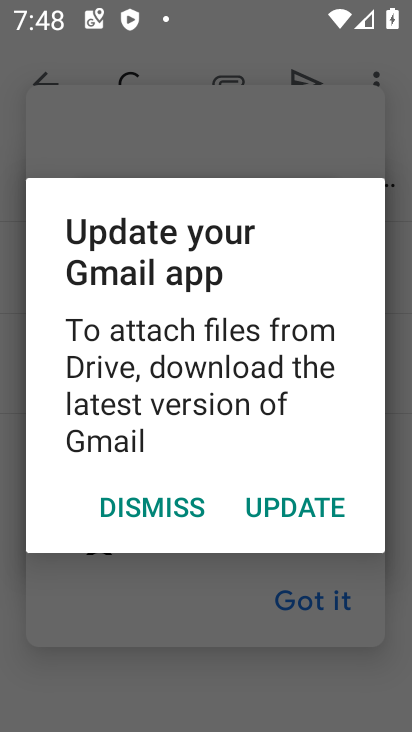 7:48
Update your
Gmail app
To attach files from
Drive, download the
latest version of
Gmail
DISMISS UPDATE
Got it